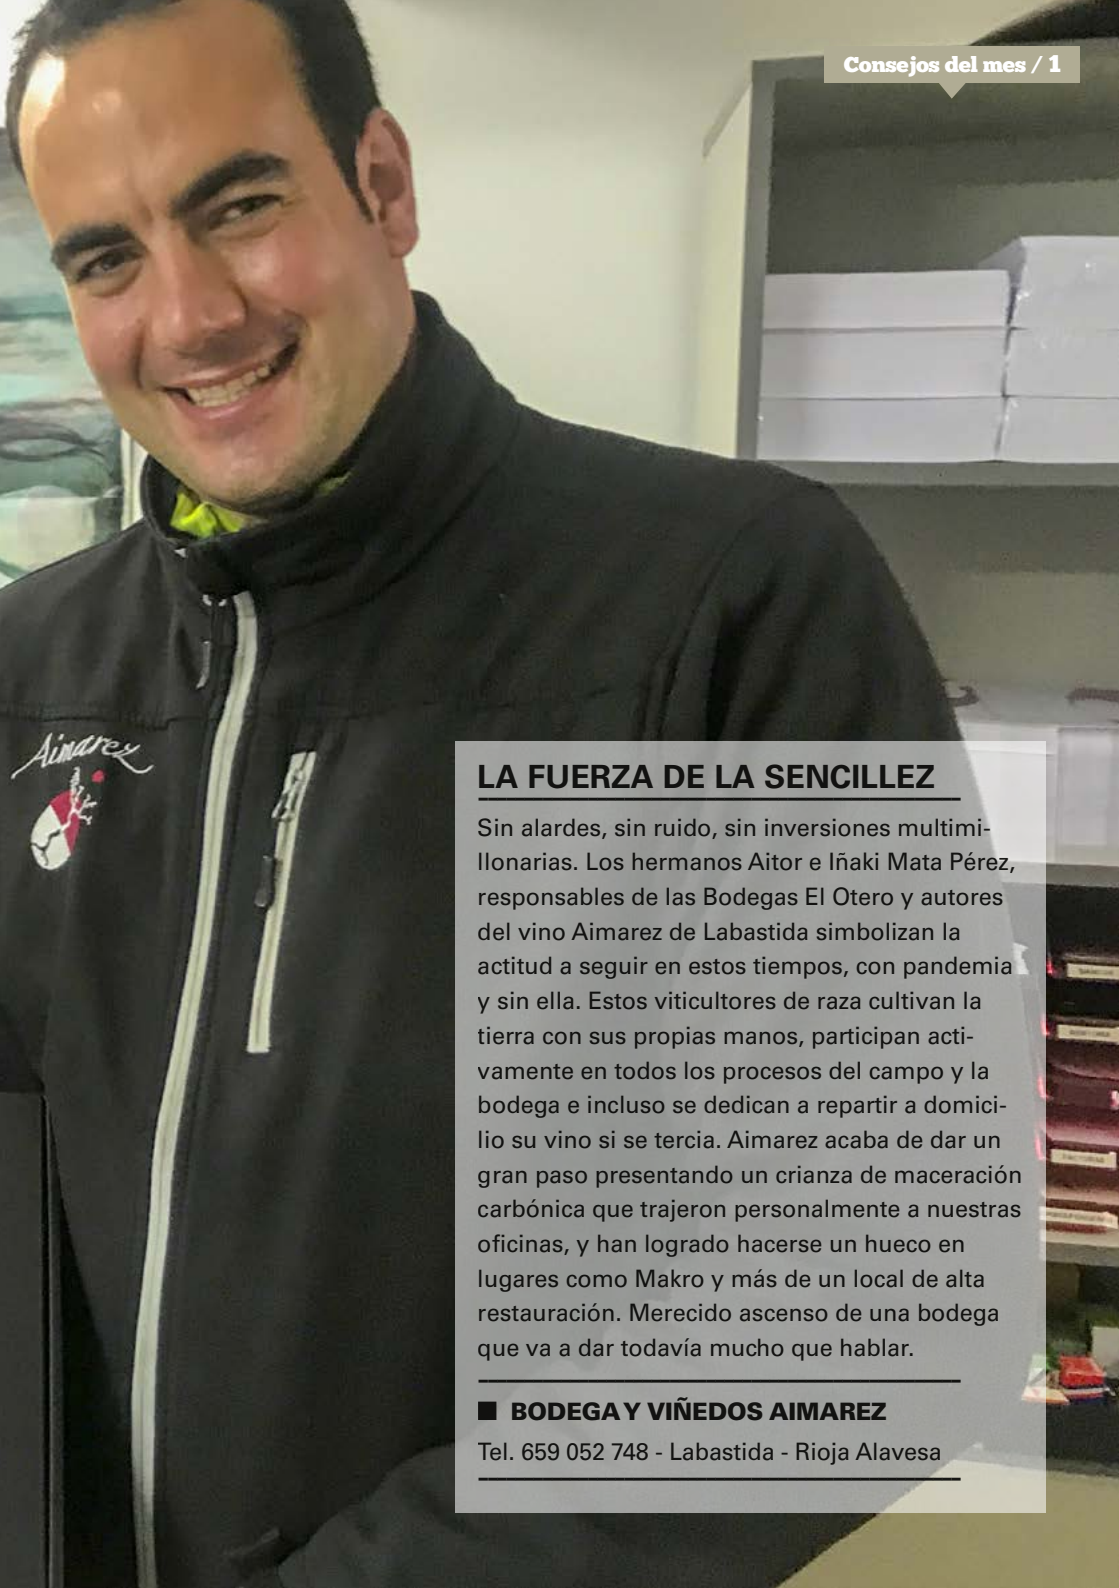 Consejos del mes / 1
Aimarez
LA FUERZA DE LA SENCILLEZ
Sin alardes, sin ruido, sin inversiones multimi-
llonarias. Los hermanos Aitor e Iñaki Mata Pérez,
responsables de las Bodegas El Otero y autores
del vino Aimarez de Labastida simbolizan la
actitud a seguir en estos tiempos, con pandemia
y sin ella. Estos viticultores de raza cultivan la
tierra con sus propias manos, participan acti-
vamente en todos los procesos del campo y la
bodega e incluso se dedican a repartir a domici-
lio su vino si se tercia. Aimarez acaba de dar un
gran paso presentando un crianza de maceración
carbónica que trajeron personalmente a nuestras
oficinas, y han logrado hacerse un hueco en
lugares como Makro y más de un local de alta
restauración. Merecido ascenso de una bodega
que va a dar todavía mucho que hablar.
■ BODEGA Y VIÑEDOS AIMAREZ
Tel. 659 052 748 - Labastida - Rioja Alavesa